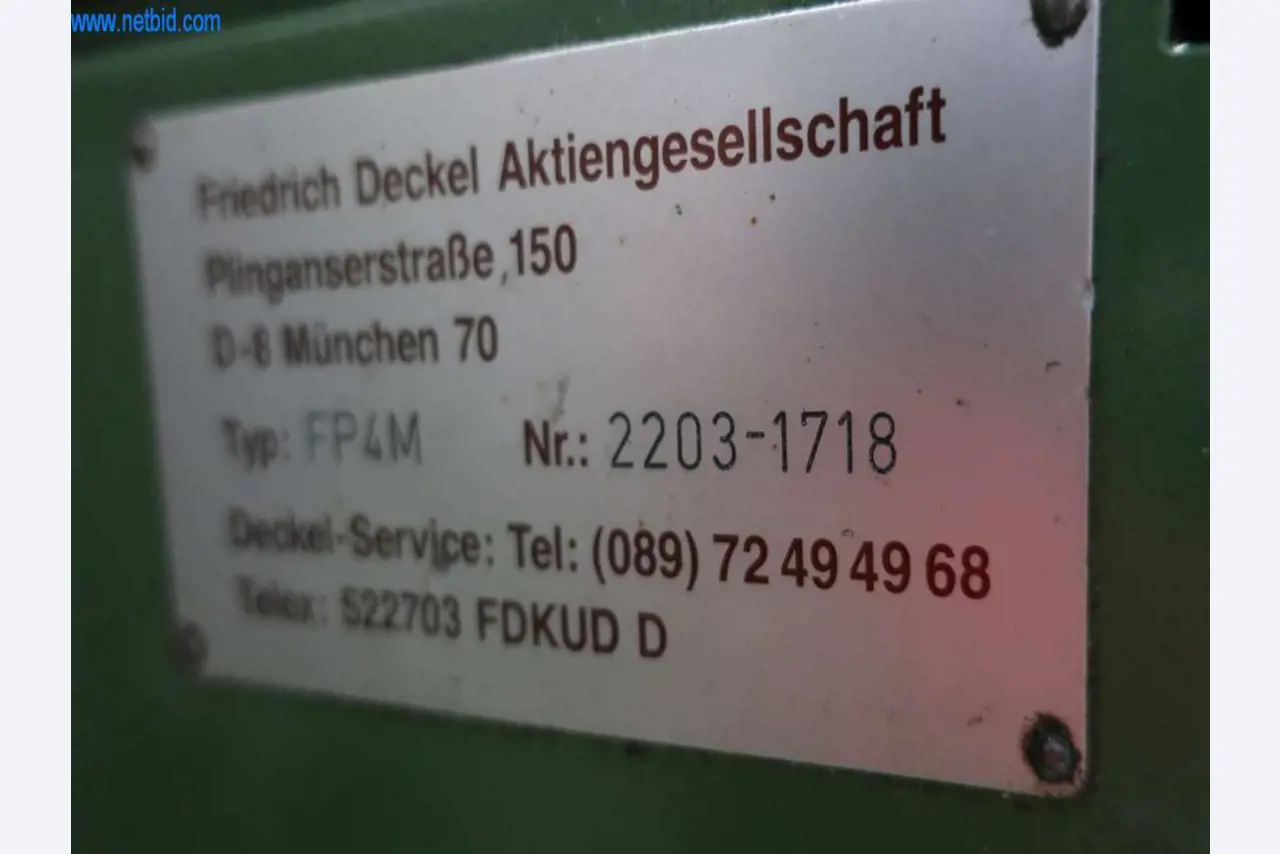 www.netbid.com
Friedrich Deckel Aktiengesellschaft
Plinganserstraße,150
D-8 München 70
Typ: FP4M Nr.: 2203-1718
Deckel-Service: Tel: (089) 72 49 49 68
Telex: 522703 FDKUD D